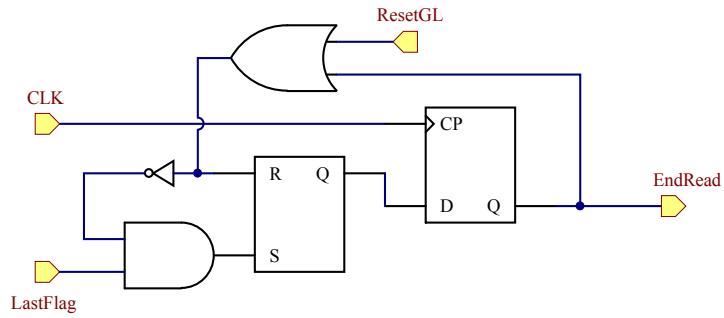 ResetGL
CLK
CP
R Q
EndRead
D Q
S
LastFlag